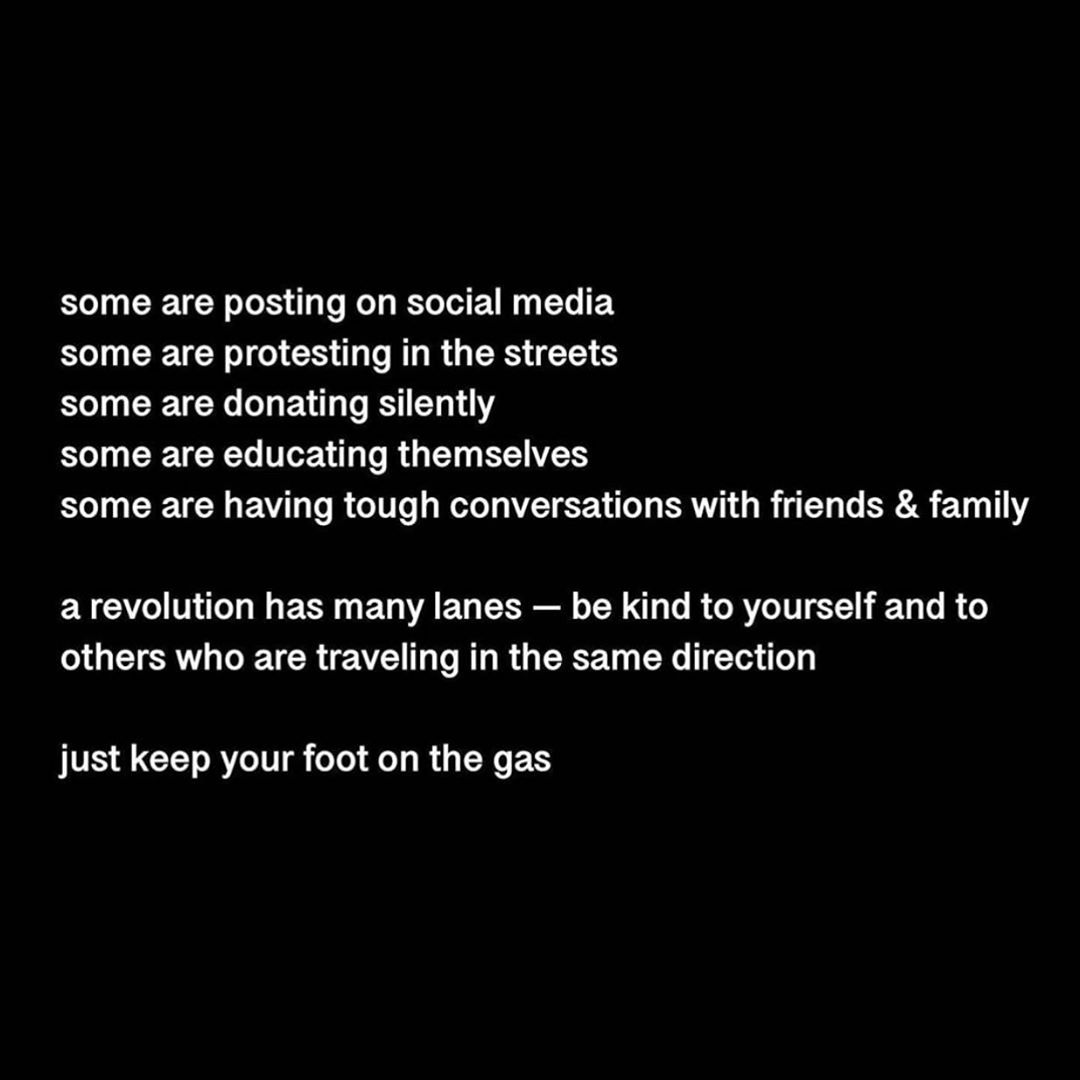 some are posting on social media
some are protesting in the streets
some are donating silently
some are educating themselves
some are having tough conversations with friends & family
a revolution has many lanes — be kind to yourself and to
others who are traveling in the same direction
just keep your foot on the gas